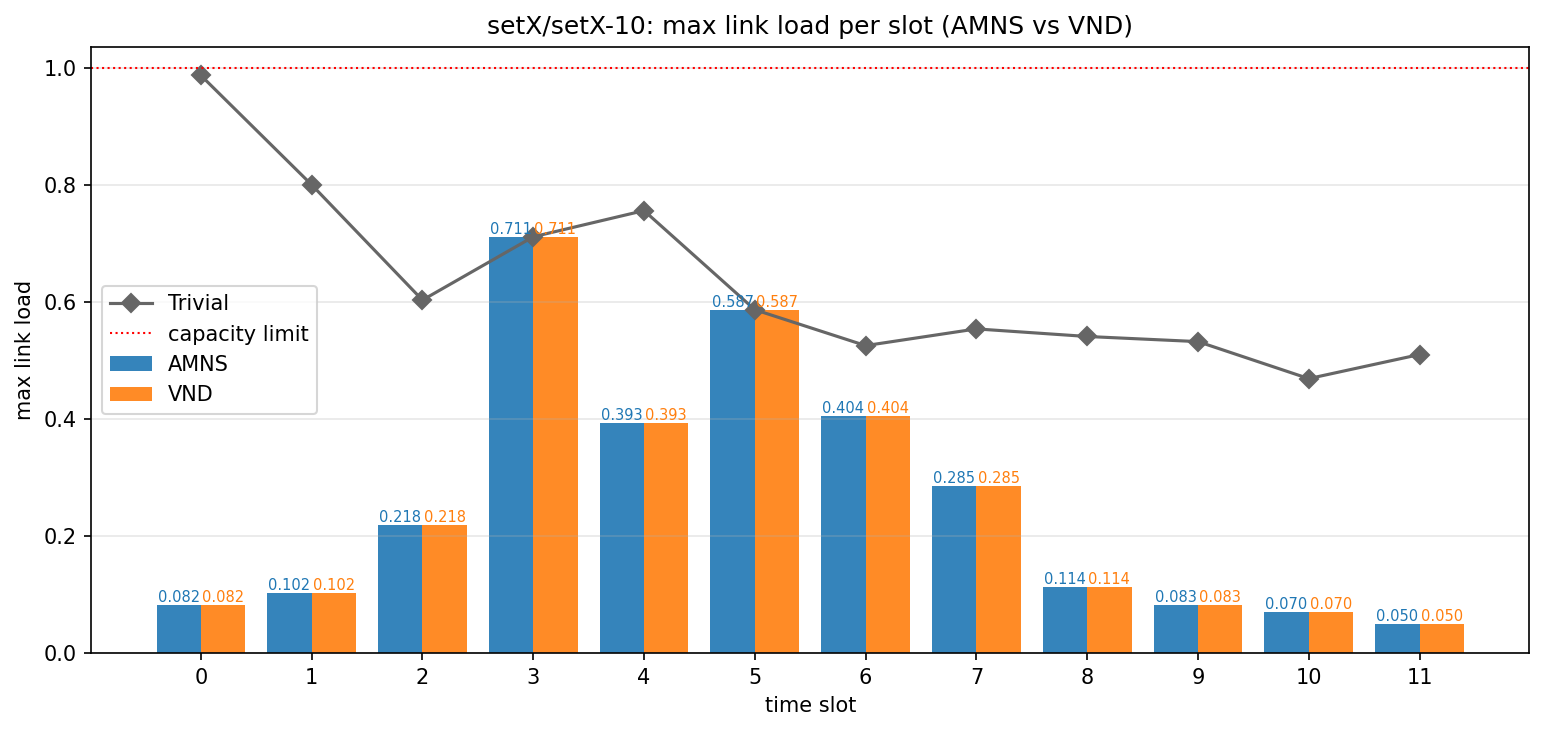 setX/setX-10: max link load per slot (AMNS vs VND)
max link load
1.0
0.8
0.6
0.4
0.2
0.0
Trivial
capacity limit
AMNS
VND
0.082 0.082
0.102 0.102
0.218 0.218
0.711 0.711
0.393 0.393
0.587 0.587
0.404 0.404
0.285 0.285
0.114 0.114
0.083 0.083
0.070 0.070
0.050 0.050
0 1 2 3 4 5 6 7 8 9 10 11
time slot